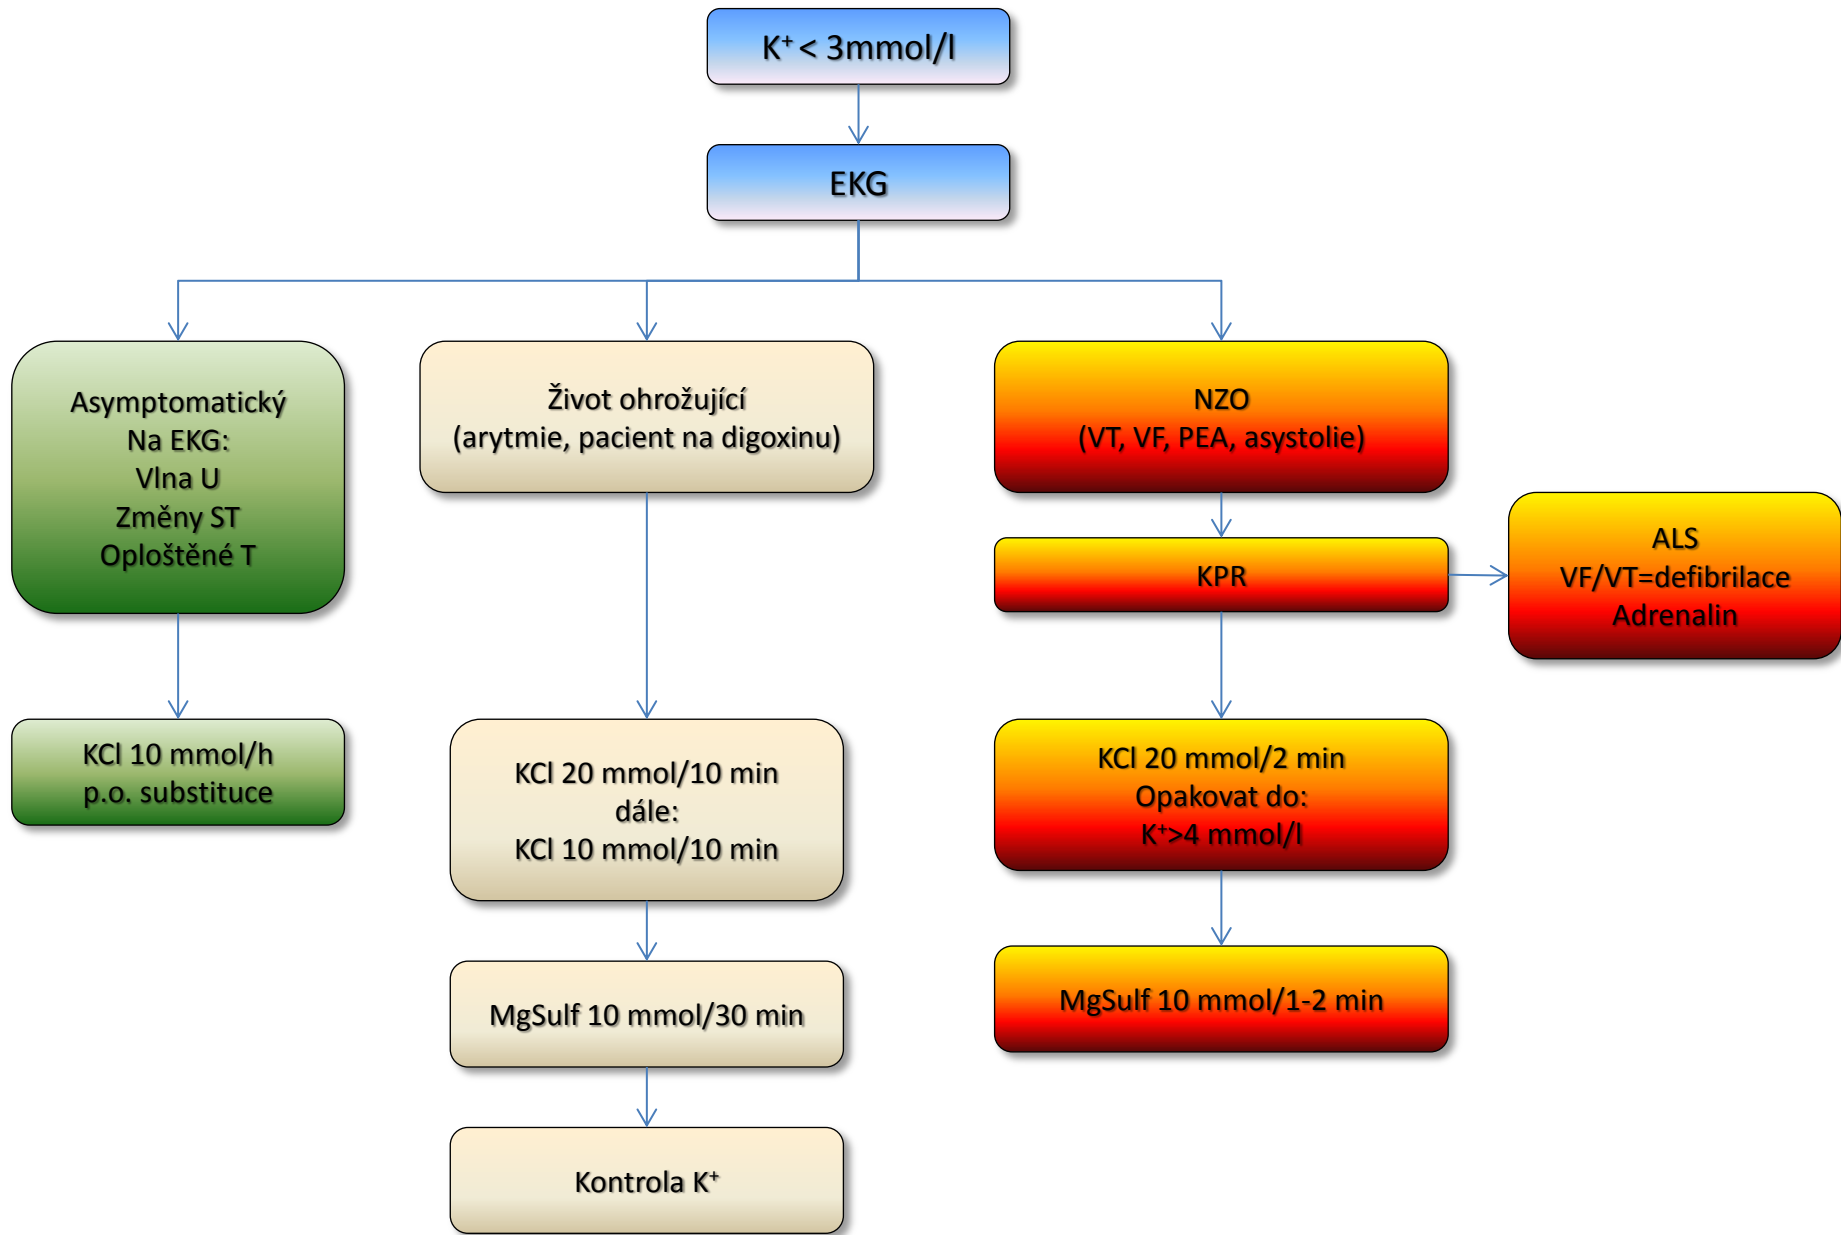 K⁺ < 3mmol/l
EKG
Asymptomatický
Na EKG:
Vlna U
Změny ST
Oploštěné T
KCl 10 mmol/h
p.o. substituce
Život ohrožující
(arytmie, pacient na digoxinu)
KCl 20 mmol/10 min
dále:
KCl 10 mmol/10 min
MgSulf 10 mmol/30 min
Kontrola K⁺
NZO
(VT, VF, PEA, asystolie)
KPR
ALS
VF/VT=defibrilace
Adrenalin
KCl 20 mmol/2 min
Opakovat do:
K⁺>4 mmol/l
MgSulf 10 mmol/1-2 min